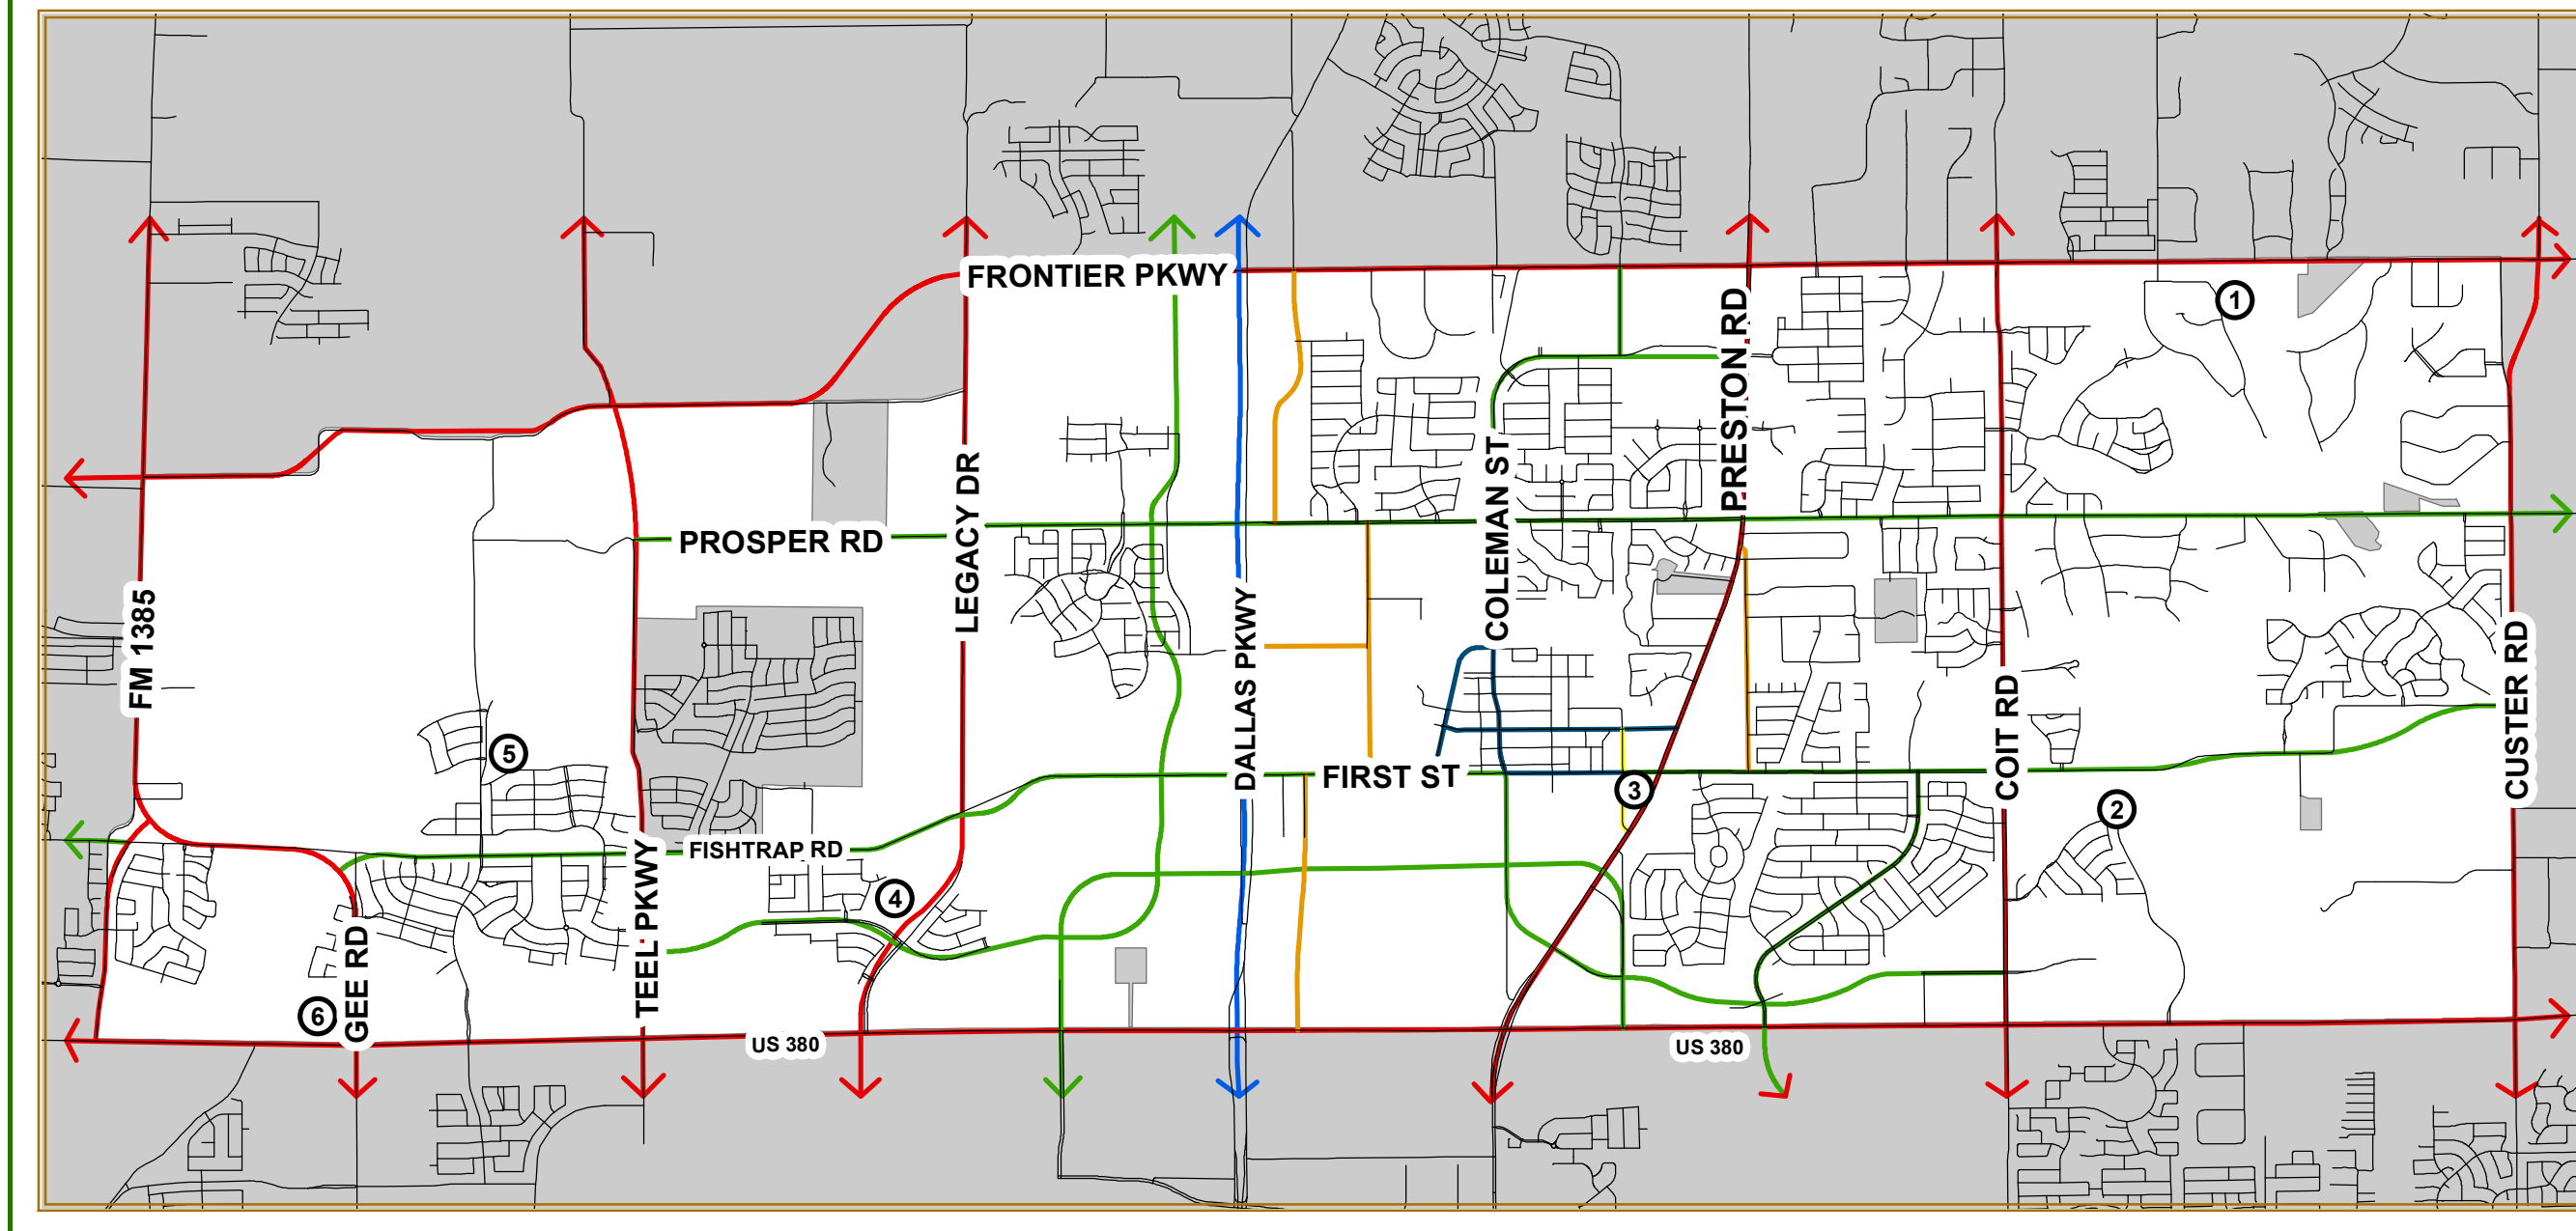 FRONTIER PKWY
1
PRESTON RD
COLEMAN ST
LEGACY DR
PROSPER RD
FM 1385
DALLAS PKWY
CUSTER RD
COIT RD
5
FIRST ST
3
2
FISHTRAP RD
TEEL PKWY
4
GEE RD
6
US 380
US 380